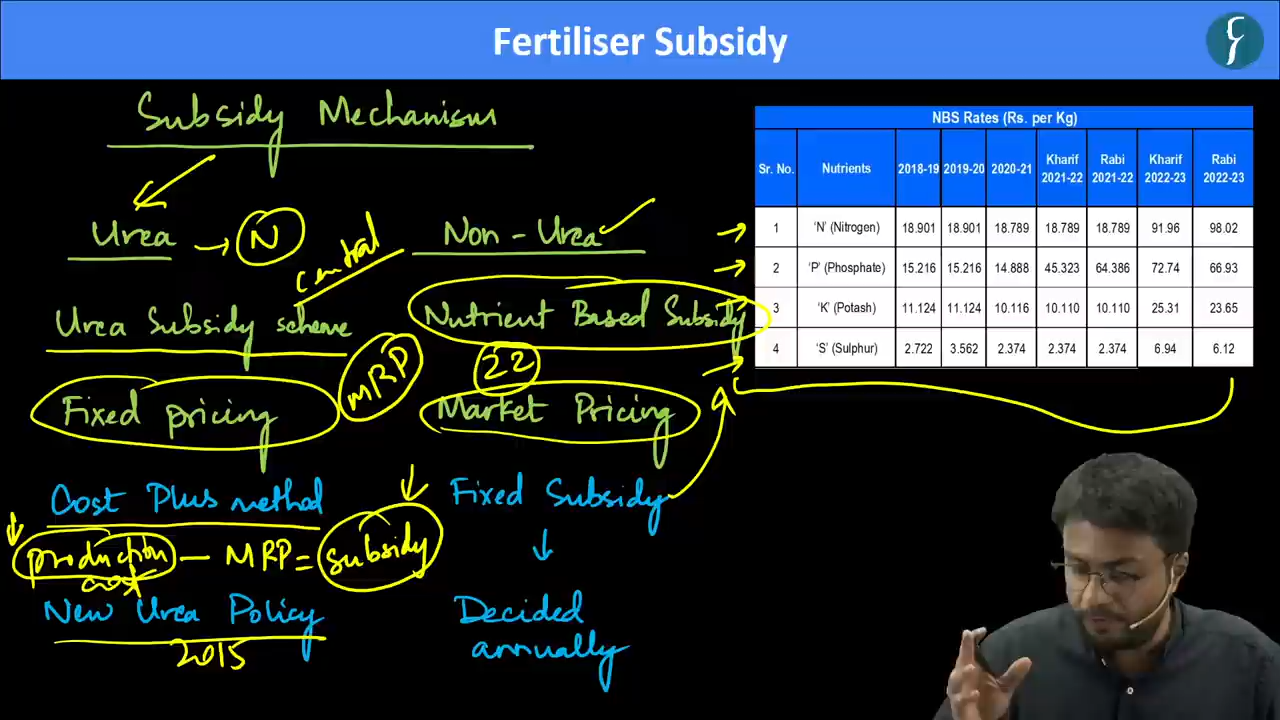 Fertiliser Subsidy
Subsidy Mechanism
Urea → N
Non - Urea
central
Urea Subsidy scheme
Nutrient Based Subsidy
MRP
22
Fixed pricing
Market Pricing
Cost Plus method
Fixed Subsidy
production cost — MRP = subsidy
New Urea Policy
2015
Decided
annually
NBS Rates (Rs. per Kg)
Sr. No. Nutrients 2018-19 2019-20 2020-21 Kharif 2021-22 Rabi 2021-22 Kharif 2022-23 Rabi 2022-23
1 'N' (Nitrogen) 18.901 18.901 18.789 18.789 18.789 91.96 98.02
2 'P' (Phosphate) 15.216 15.216 14.888 45.323 64.386 72.74 66.93
3 'K' (Potash) 11.124 11.124 10.116 10.110 10.110 25.31 23.65
4 'S' (Sulphur) 2.722 3.562 2.374 2.374 2.374 6.94 6.12